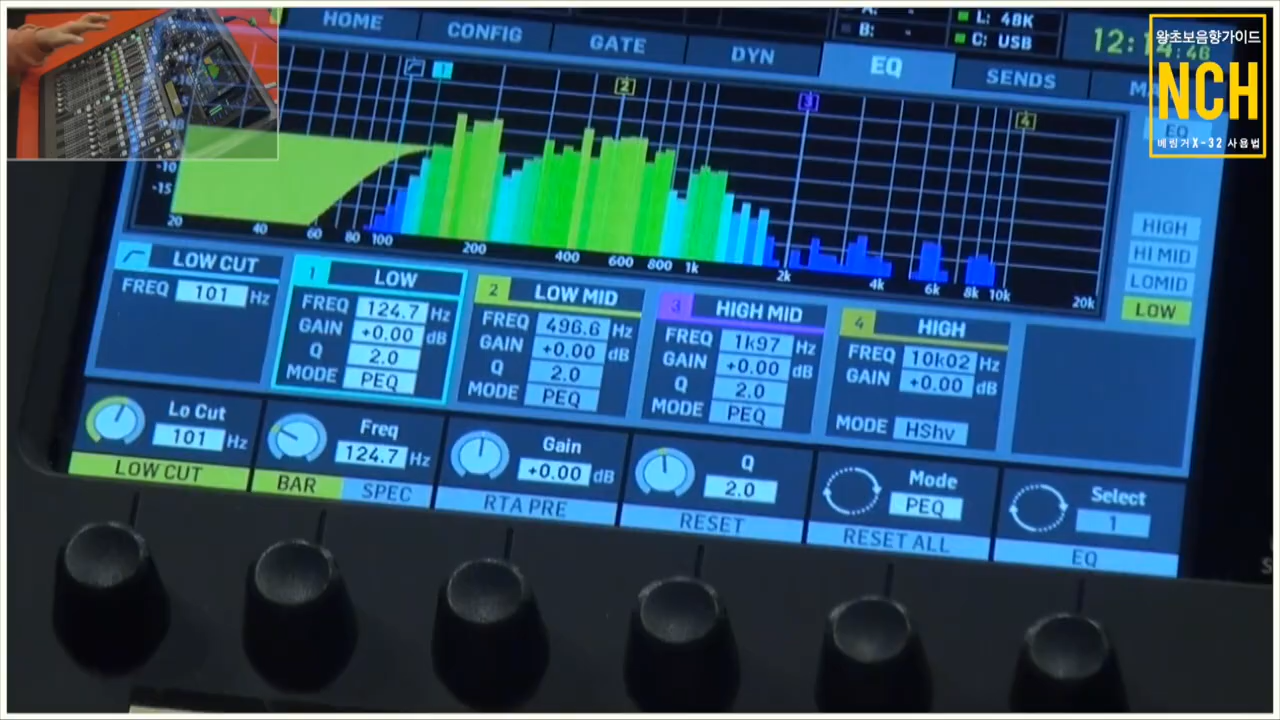 HOME
CONFIG
GATE
DYN
EQ
SENDS
A: -
B: -
L: 48K
C: USB
왕초보음향가이드
NCH
베링거X-32 사용법
1
2
3
4
-10
-15
20 40 60 80 100 200 400 600 800 1k 2k 4k 6k 8k 10k 20k
EQ
HIGH
HI MID
LOMID
LOW
LOW CUT
FREQ 101 Hz
1 LOW
FREQ 124.7 Hz
GAIN +0.00 dB
Q 2.0
MODE PEQ
2 LOW MID
FREQ 496.6 Hz
GAIN +0.00 dB
Q 2.0
MODE PEQ
3 HIGH MID
FREQ 1k97 Hz
GAIN +0.00 dB
Q 2.0
MODE PEQ
4 HIGH
FREQ 10k02 Hz
GAIN +0.00 dB
MODE HShv
Lo Cut
101 Hz
LOW CUT
Freq
124.7 Hz
BAR SPEC
Gain
+0.00 dB
RTA PRE
Q
2.0
RESET
Mode
PEQ
RESET ALL
Select
1
EQ